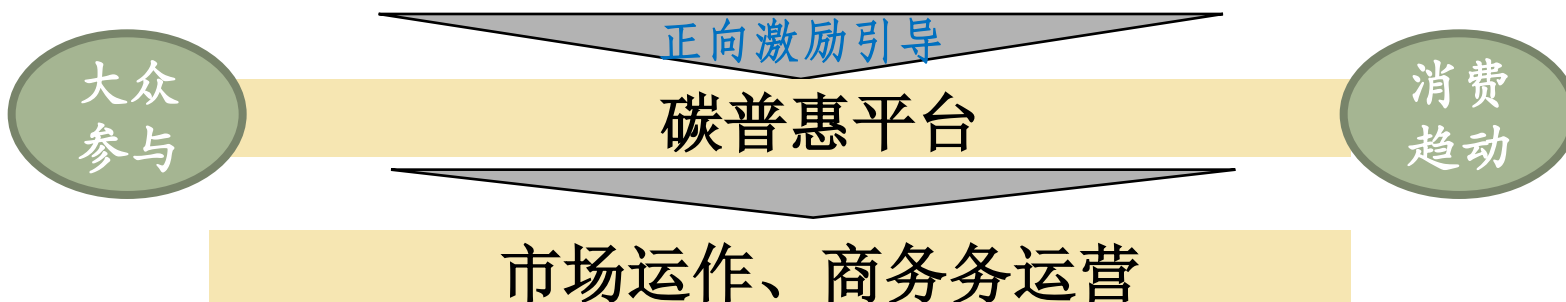 正向激励引导
大众
参与
碳普惠平台
消费
趋动
市场运作、商务务运营